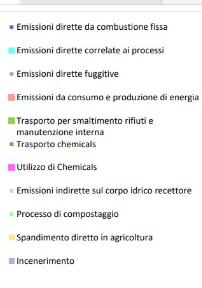 Emissioni dirette da combustione fissa
Emissioni dirette correlate ai processi
Emissioni dirette fuggitive
Emissioni da consumo e produzione di energia
Trasporto per smaltimento rifiuti e
manutenzione interna
Trasporto chemicals
Utilizzo di Chemicals
Emissioni indirette sul corpo idrico recettore
Processo di compostaggio
Spandimento diretto in agricoltura
Incenerimento